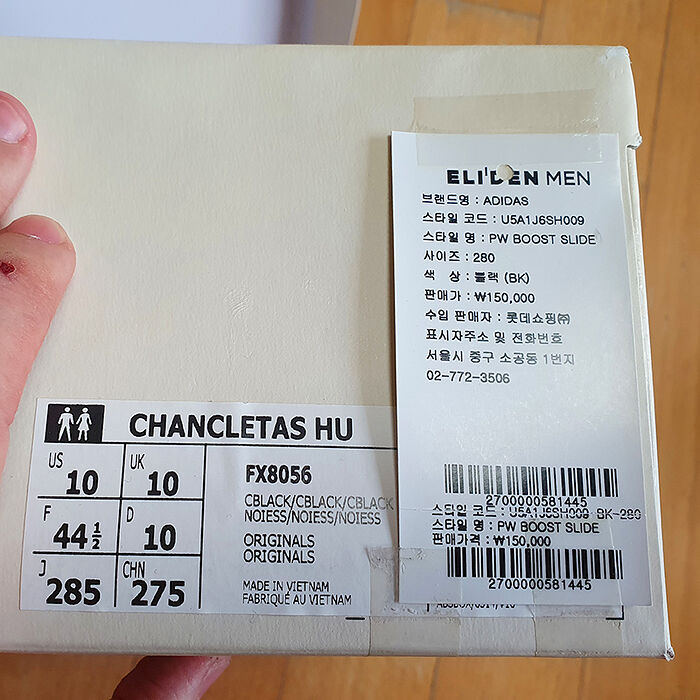 ELI'DEN MEN
브랜드명 : ADIDAS
스타일 코드 : U5A1J6SH009
스타일 명 : PW BOOST SLIDE
사이즈 : 280
색 상 : 블랙 (BK)
판매가 : ₩150,000
수입 판매자 : 롯데쇼핑㈜
표시자주소 및 전화번호
서울시 중구 소공동 1번지
02-772-3506
2700000581445
스타일 코드 : U5A1J6SH009 BK-280
스타일 명 : PW BOOST SLIDE
판매가격 : ₩150,000
2700000581445
CHANCLETAS HU
US 10 UK 10
F 44 1/2 D 10
J 285 CHN 275
FX8056
CBLACK/CBLACK/CBLACK
NOIESS/NOIESS/NOIESS
ORIGINALS
ORIGINALS
MADE IN VIETNAM
FABRIQUÉ AU VIETNAM